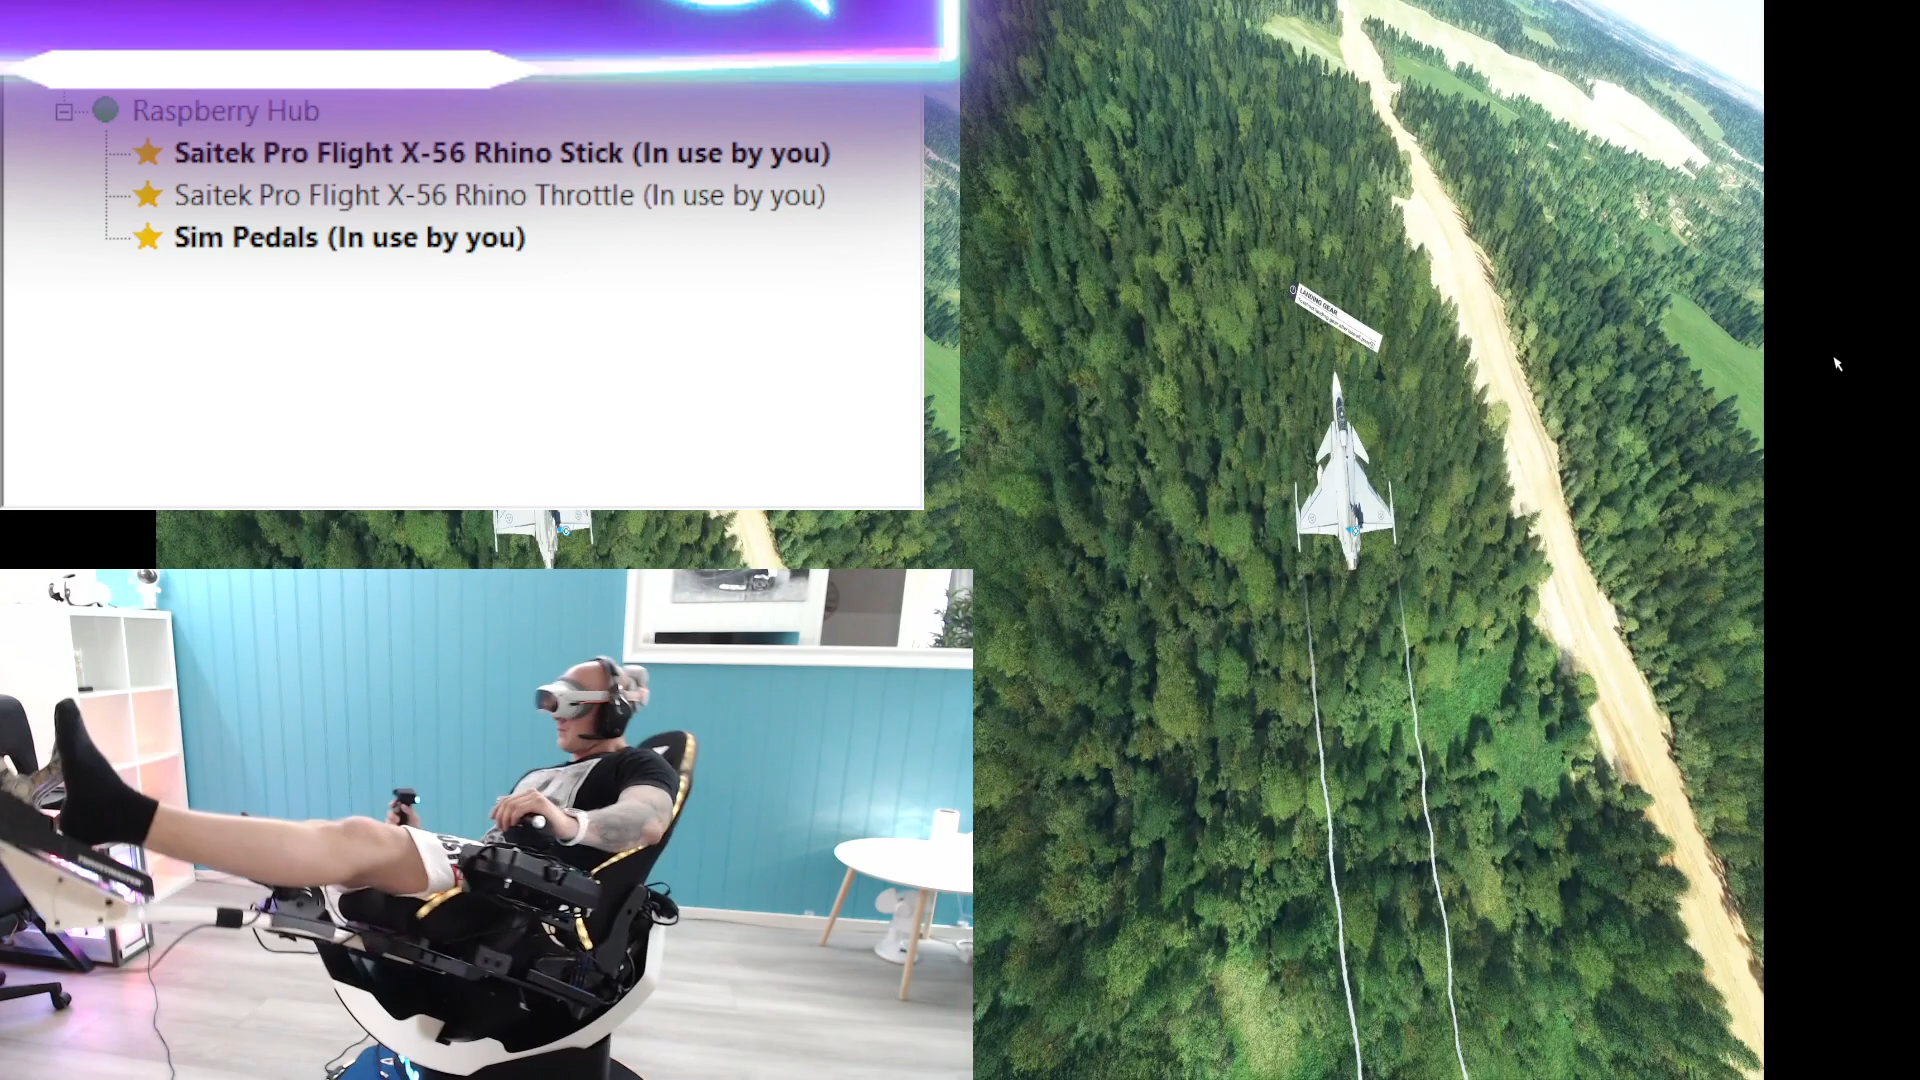 Raspberry Hub
Saitek Pro Flight X-56 Rhino Stick (In use by you)
Saitek Pro Flight X-56 Rhino Throttle (In use by you)
Sim Pedals (In use by you)
LANDING GEAR